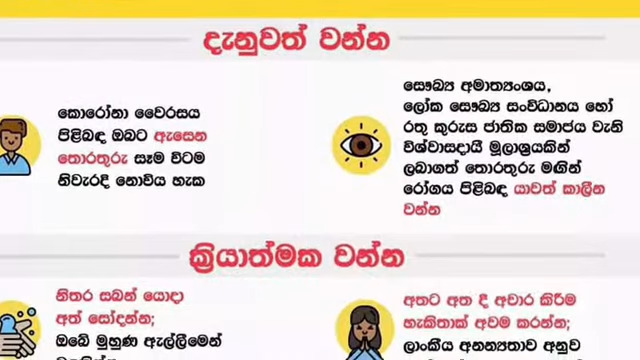 දැනුවත් වන්න
කොරෝනා වෛරසය
පිළිබඳ ඔබට ඇසෙන
තොරතුරු සෑම විටම
නිවැරදි නොවිය හැක
සෞඛ්‍ය අමාත්‍යංශය,
ලෝක සෞඛ්‍ය සංවිධානය හෝ
රතු කුරුස ජාතික සමාජය වැනි
විශ්වාසදායී මූලාශ්‍රයකින්
ලබාගත් තොරතුරු මඟින්
රෝගය පිළිබඳ යාවත් කාලීන
වන්න
ක්‍රියාත්මක වන්න
නිතර සබන් යොදා
අත් සෝදන්න;
ඔබේ මුහුණ ඇල්ලීමෙන්
අතට අත දී අචාර කිරීම
හැකිතාක් අවම කරන්න;
ලාංකීය අනන්‍යතාව අනුව